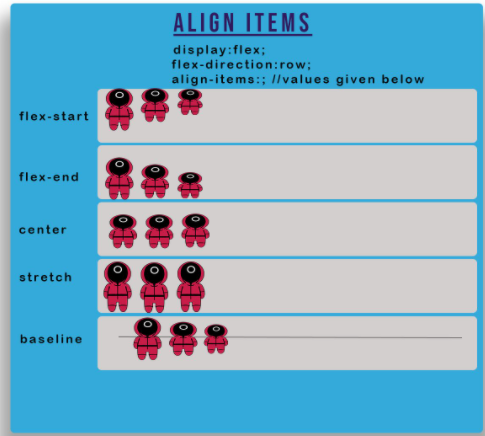 ALIGN ITEMS
display:flex;
flex-direction:row;
align-items:; //values given below
flex-start
flex-end
center
stretch
baseline